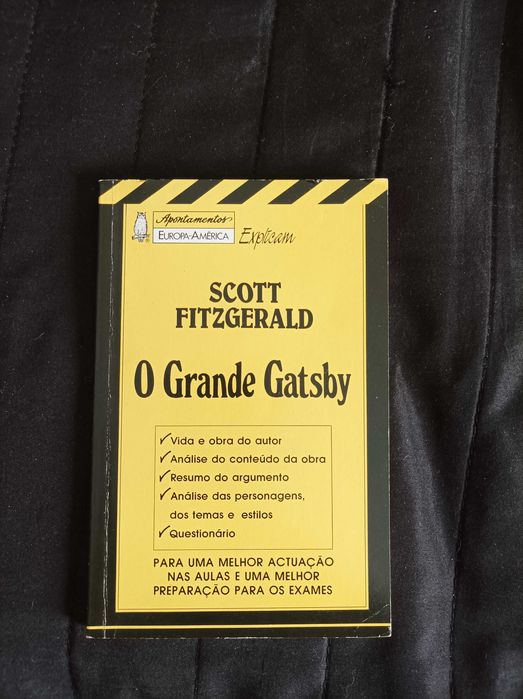 Apontamentos
EUROPA-AMÉRICA Explicam
SCOTT
FITZGERALD
O Grande Gatsby
✓ Vida e obra do autor
✓ Análise do conteúdo da obra
✓ Resumo do argumento
✓ Análise das personagens,
dos temas e estilos
✓ Questionário
PARA UMA MELHOR ACTUAÇÃO
NAS AULAS E UMA MELHOR
PREPARAÇÃO PARA OS EXAMES